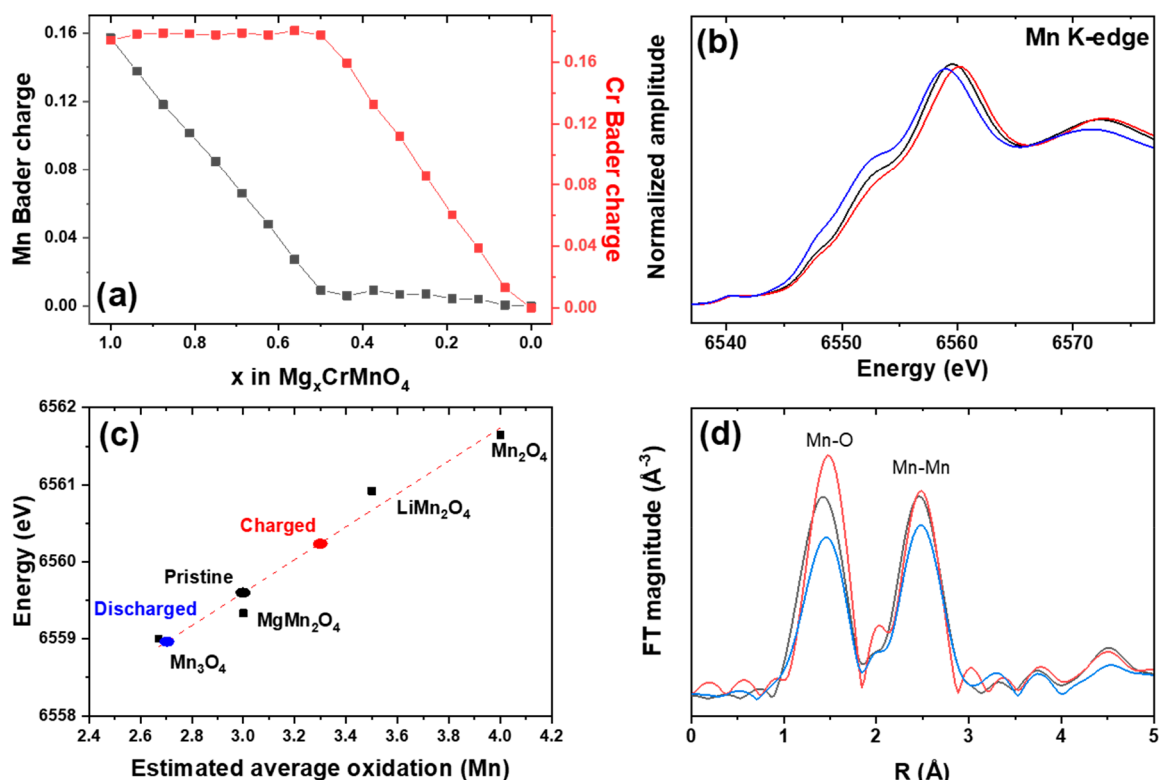 (a)
Mn Bader charge
0.16
0.12
0.08
0.04
0.00
Cr Bader charge
0.16
0.12
0.08
0.04
0.00
1.0 0.8 0.6 0.4 0.2 0.0
x in MgₓCrMnO₄
(b)
Mn K-edge
Normalized amplitude
6540 6550 6560 6570
Energy (eV)
(c)
Energy (eV)
6562
6561
6560
6559
6558
Mn₂O₄
LiMn₂O₄
Charged
Pristine
MgMn₂O₄
Discharged
Mn₃O₄
2.4 2.6 2.8 3.0 3.2 3.4 3.6 3.8 4.0 4.2
Estimated average oxidation (Mn)
(d)
Mn-O
Mn-Mn
FT magnitude (Å⁻³)
0 1 2 3 4 5
R (Å)